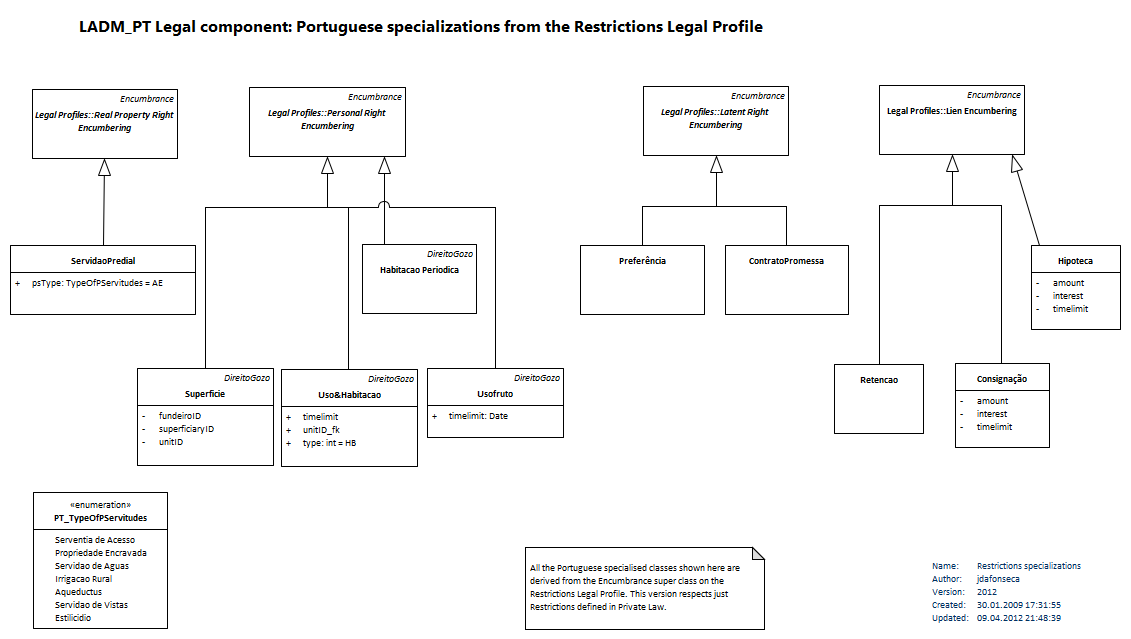 LADM_PT Legal component: Portuguese specializations from the Restrictions Legal Profile
Encumbrance
Legal Profiles::Real Property Right
Encumbering
Encumbrance
Legal Profiles::Personal Right
Encumbering
Encumbrance
Legal Profiles::Latent Right
Encumbering
Encumbrance
Legal Profiles::Lien Encumbering
ServidaoPredial
+ psType: TypeOfPServitudes = AE
DireitoGozo
Habitacao Periodica
Preferência
ContratoPromessa
Hipoteca
- amount
- interest
- timelimit
DireitoGozo
Superficie
- fundeiroID
- superficiaryID
- unitID
DireitoGozo
Uso&Habitacao
+ timelimit
+ unitID_fk
+ type: int = HB
DireitoGozo
Usofruto
+ timelimit: Date
Retencao
Consignação
- amount
- interest
- timelimit
«enumeration»
PT_TypeOfPServitudes
Serventia de Acesso
Propriedade Encravada
Servidao de Aguas
Irrigacao Rural
Aqueductus
Servidao de Vistas
Estilicidio
All the Portuguese specialised classes shown here are
derived from the Encumbrance super class on the
Restrictions Legal Profile. This version respects just
Restrictions defined in Private Law.
Name: Restrictions specializations
Author: jdafonseca
Version: 2012
Created: 30.01.2009 17:31:55
Updated: 09.04.2012 21:48:39